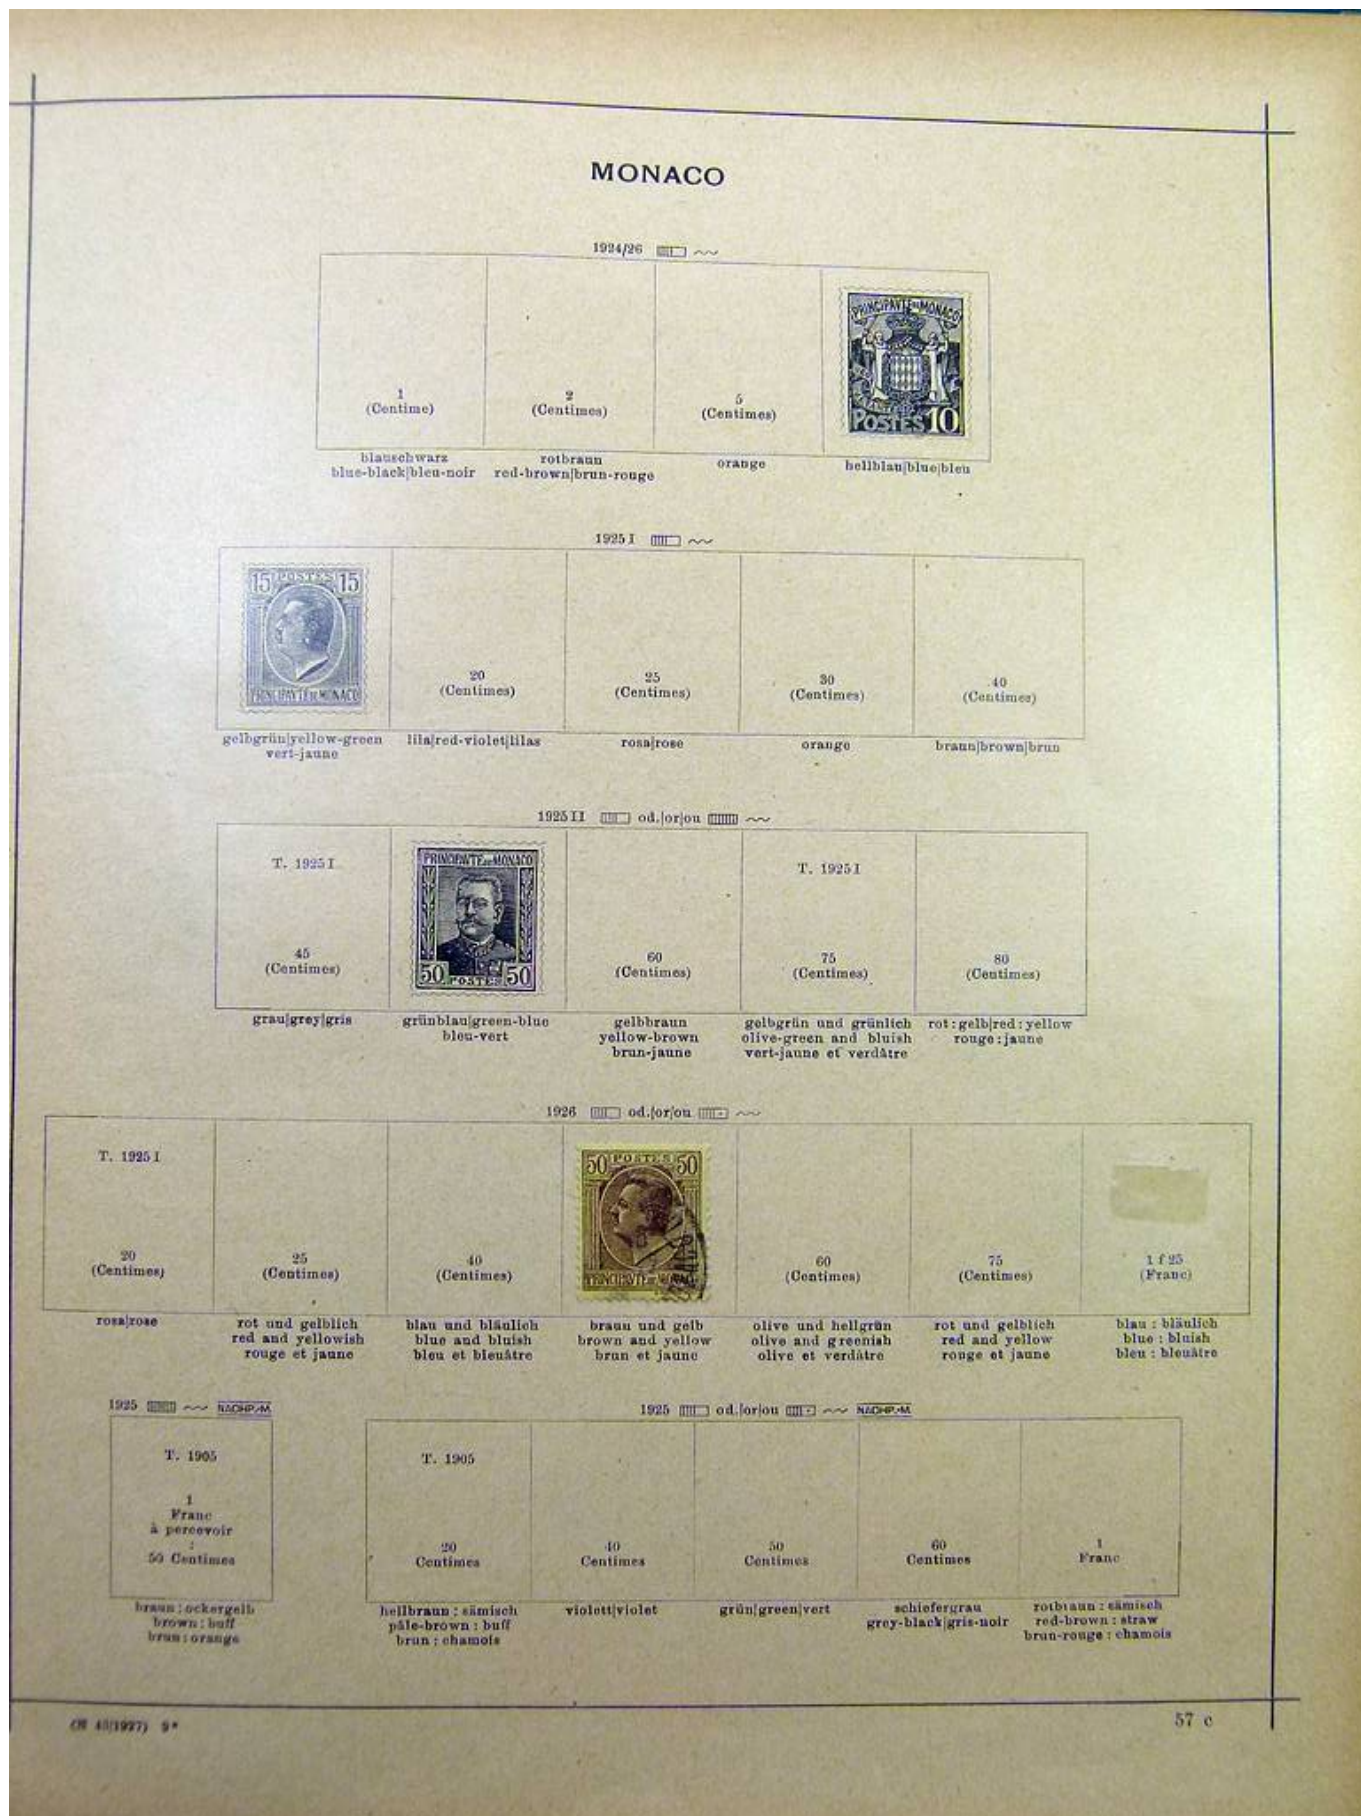 MONACO
1924/26
1
(Centime)
2
(Centimes)
5
(Centimes)
PRINCIPAVTE DE MONACO
POSTES 10
blauschwarz
blue-black|bleu-noir
rotbraun
red-brown|brun-rouge
orange
hellblau|blue|bleu
1925 I
15 POSTES 15
PRINCIPAVTE DE MONACO
20
(Centimes)
25
(Centimes)
30
(Centimes)
40
(Centimes)
gelbgrün|yellow-green
vert-jaune
lila|red-violet|lilas
rosa|rose
orange
braun|brown|brun
1925 II od.|or|ou
T. 1925 I
45
(Centimes)
PRINCIPAVTE DE MONACO
50 POSTES 50
60
(Centimes)
T. 1925 I
75
(Centimes)
80
(Centimes)
grau|grey|gris
grünblau|green-blue
bleu-vert
gelbbraun
yellow-brown
brun-jaune
gelbgrün und grünlich
olive-green and bluish
vert-jaune et verdâtre
rot : gelb|red : yellow
rouge : jaune
1926 od.|or|ou
T. 1925 I
20
(Centimes)
25
(Centimes)
40
(Centimes)
50 POSTES 50
PRINCIPAVTE DE MONACO
60
(Centimes)
75
(Centimes)
1 f 25
(Franc)
rosa|rose
rot und gelblich
red and yellowish
rouge et jaune
blau und bläulich
blue and bluish
bleu et bleuâtre
braun und gelb
brown and yellow
brun et jaune
olive und hellgrün
olive and greenish
olive et verdâtre
rot und gelblich
red and yellow
rouge et jaune
blau : bläulich
blue : bluish
bleu : bleuâtre
1925 NACHP.-M
T. 1905
1
Franc
à percevoir
:
50 Centimes
braun : ockergelb
brown : buff
brun : orange
1925 od.|or|ou NACHP.-M
T. 1905
20
Centimes
40
Centimes
50
Centimes
60
Centimes
1
Franc
hellbraun : sämisch
pâle-brown : buff
brun : chamois
violett|violet
grün|green|vert
schiefergrau
grey-black|gris-noir
rotbraun : sämisch
red-brown : straw
brun-rouge : chamois
1927) 9*
57 c